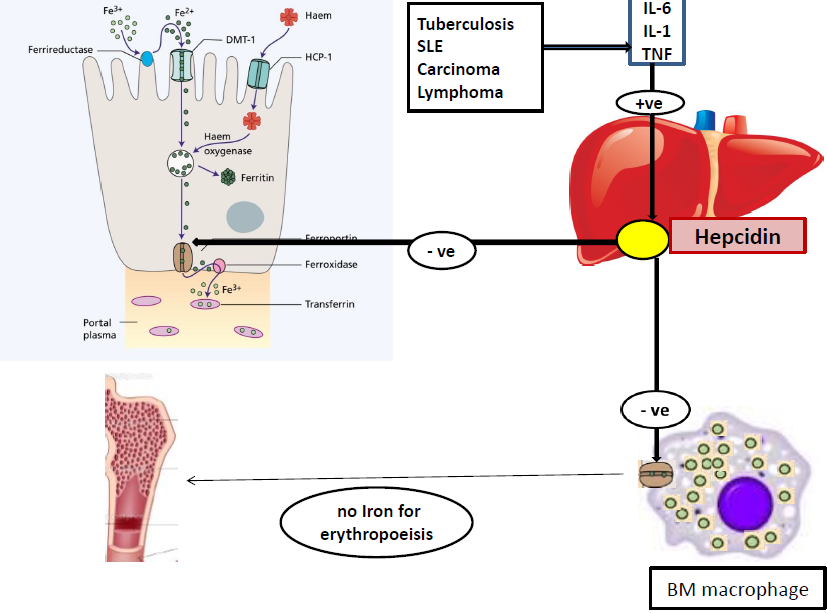 Fe³⁺
Fe²⁺
Haem
Ferrireductase
DMT-1
HCP-1
Haem
oxygenase
Ferritin
Ferroportin
Ferroxidase
Fe³⁺
Transferrin
Portal
plasma
Tuberculosis
SLE
Carcinoma
Lymphoma
IL-6
IL-1
TNF
+ve
Hepcidin
- ve
- ve
no Iron for
erythropoeisis
BM macrophage